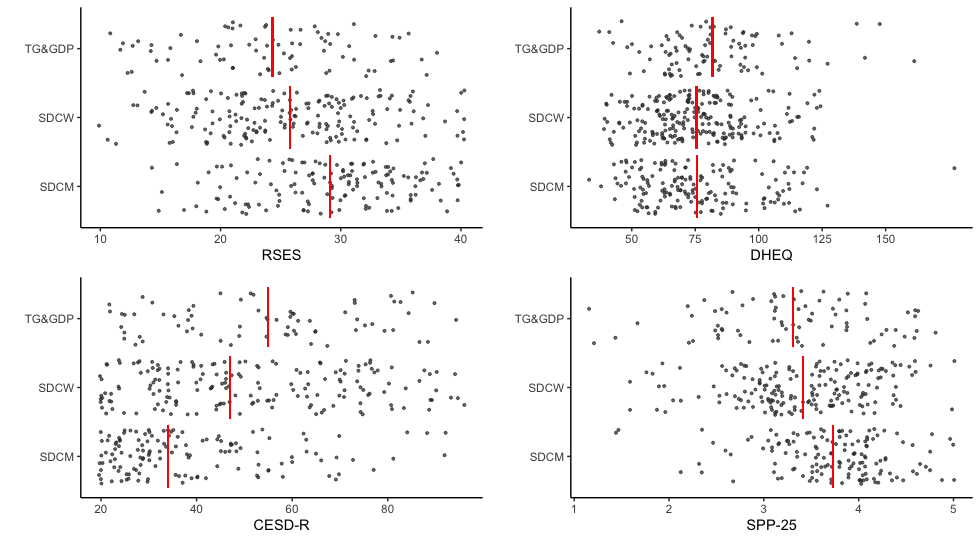 TG&GDP
SDCW
SDCM
10 20 30 40
RSES
TG&GDP
SDCW
SDCM
50 75 100 125 150
DHEQ
TG&GDP
SDCW
SDCM
20 40 60 80
CESD-R
TG&GDP
SDCW
SDCM
1 2 3 4 5
SPP-25